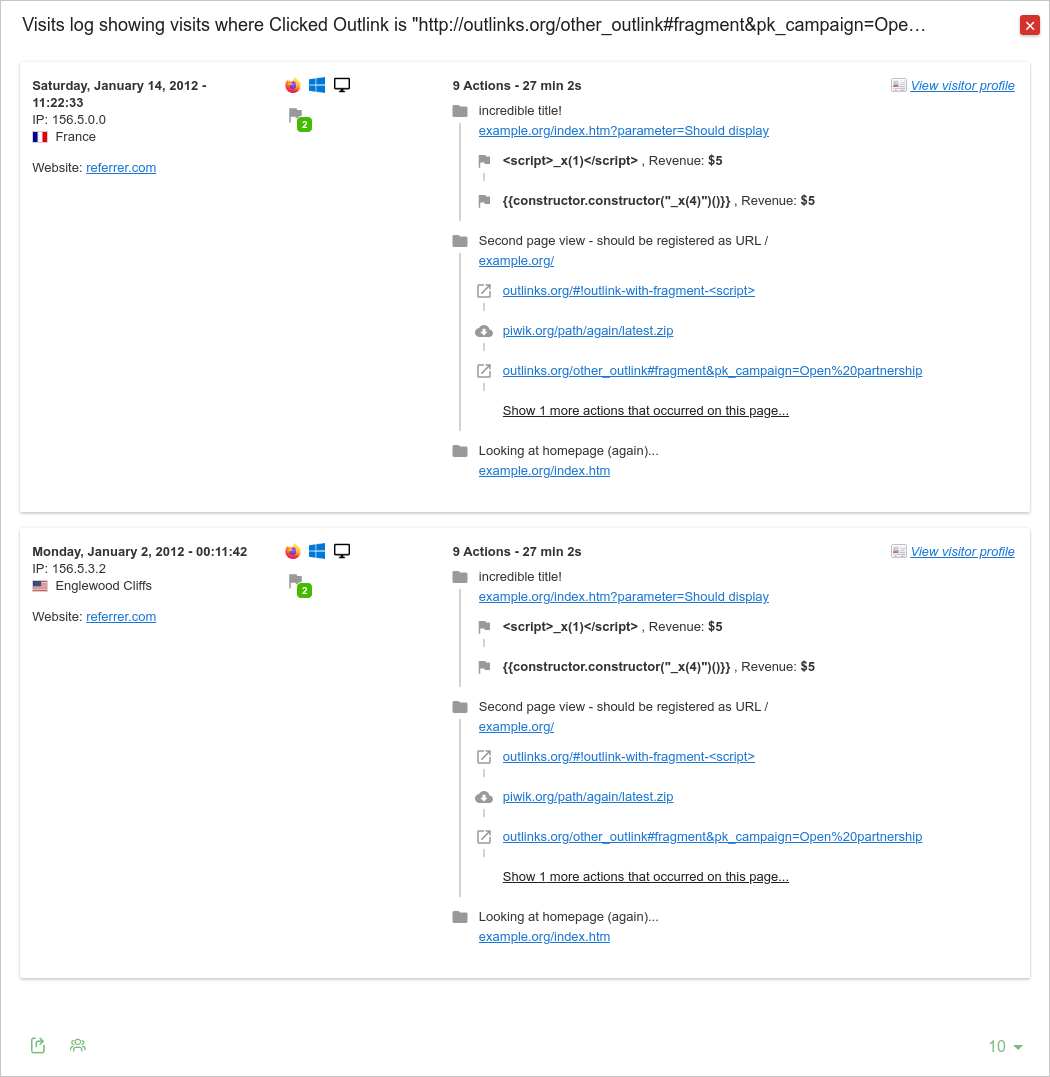 Visits log showing visits where Clicked Outlink is "http://outlinks.org/other_outlink#fragment&pk_campaign=Ope…
Saturday, January 14, 2012 -
11:22:33
IP: 156.5.0.0
France
Website: referrer.com
2
9 Actions - 27 min 2s
View visitor profile
incredible title!
example.org/index.htm?parameter=Should display
<script>_x(1)</script> , Revenue: $5
{{constructor.constructor("_x(4)")()}} , Revenue: $5
Second page view - should be registered as URL /
example.org/
outlinks.org/#!outlink-with-fragment-<script>
piwik.org/path/again/latest.zip
outlinks.org/other_outlink#fragment&pk_campaign=Open%20partnership
Show 1 more actions that occurred on this page...
Looking at homepage (again)...
example.org/index.htm
Monday, January 2, 2012 - 00:11:42
IP: 156.5.3.2
Englewood Cliffs
Website: referrer.com
2
9 Actions - 27 min 2s
View visitor profile
incredible title!
example.org/index.htm?parameter=Should display
<script>_x(1)</script> , Revenue: $5
{{constructor.constructor("_x(4)")()}} , Revenue: $5
Second page view - should be registered as URL /
example.org/
outlinks.org/#!outlink-with-fragment-<script>
piwik.org/path/again/latest.zip
outlinks.org/other_outlink#fragment&pk_campaign=Open%20partnership
Show 1 more actions that occurred on this page...
Looking at homepage (again)...
example.org/index.htm
10